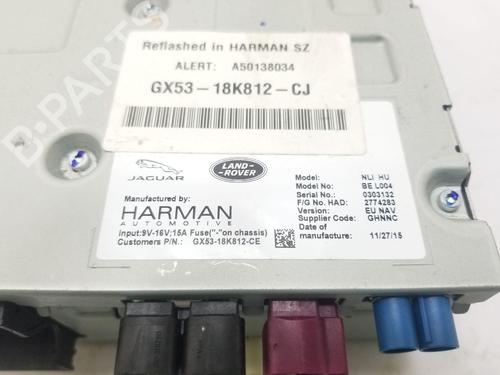 Reflashed in HARMAN SZ
ALERT: A50138034
GX53-18K812-CJ
JAGUAR
LAND-ROVER
Manufactured by:
HARMAN
AUTOMOTIVE
Input:9V-16V;15A Fuse("-"on chassis)
Customers P/N.: GX53-18K812-CE
Model: NLI HU
Model No: BE L004
Serial No.: 0303132
F/G No. HAD: 2774283
Version: EU NAV
Supplier Code: GHNNC
Date of manufacture: 11/27/15
B-PARTS